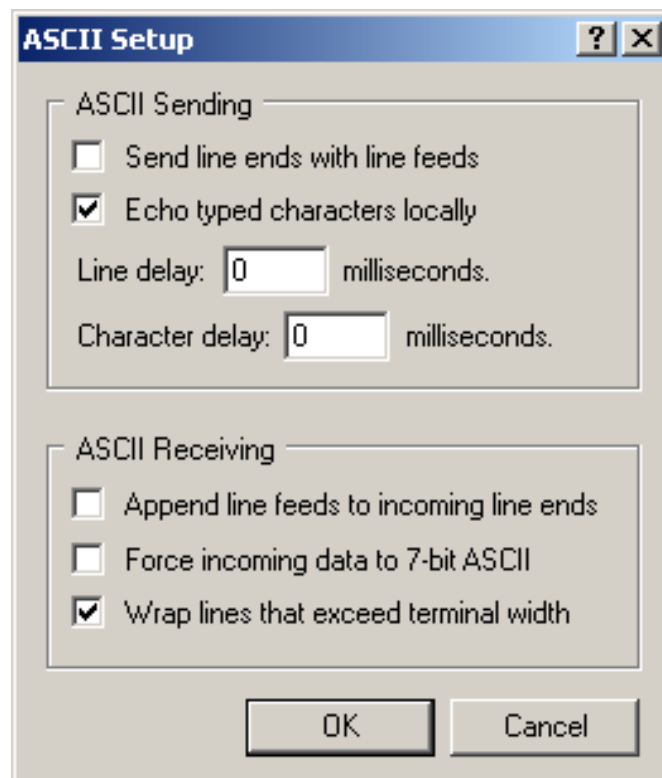 ASCII Setup
ASCII Sending
Send line ends with line feeds
Echo typed characters locally
Line delay: 0 milliseconds.
Character delay: 0 milliseconds.
ASCII Receiving
Append line feeds to incoming line ends
Force incoming data to 7-bit ASCII
Wrap lines that exceed terminal width
OK Cancel